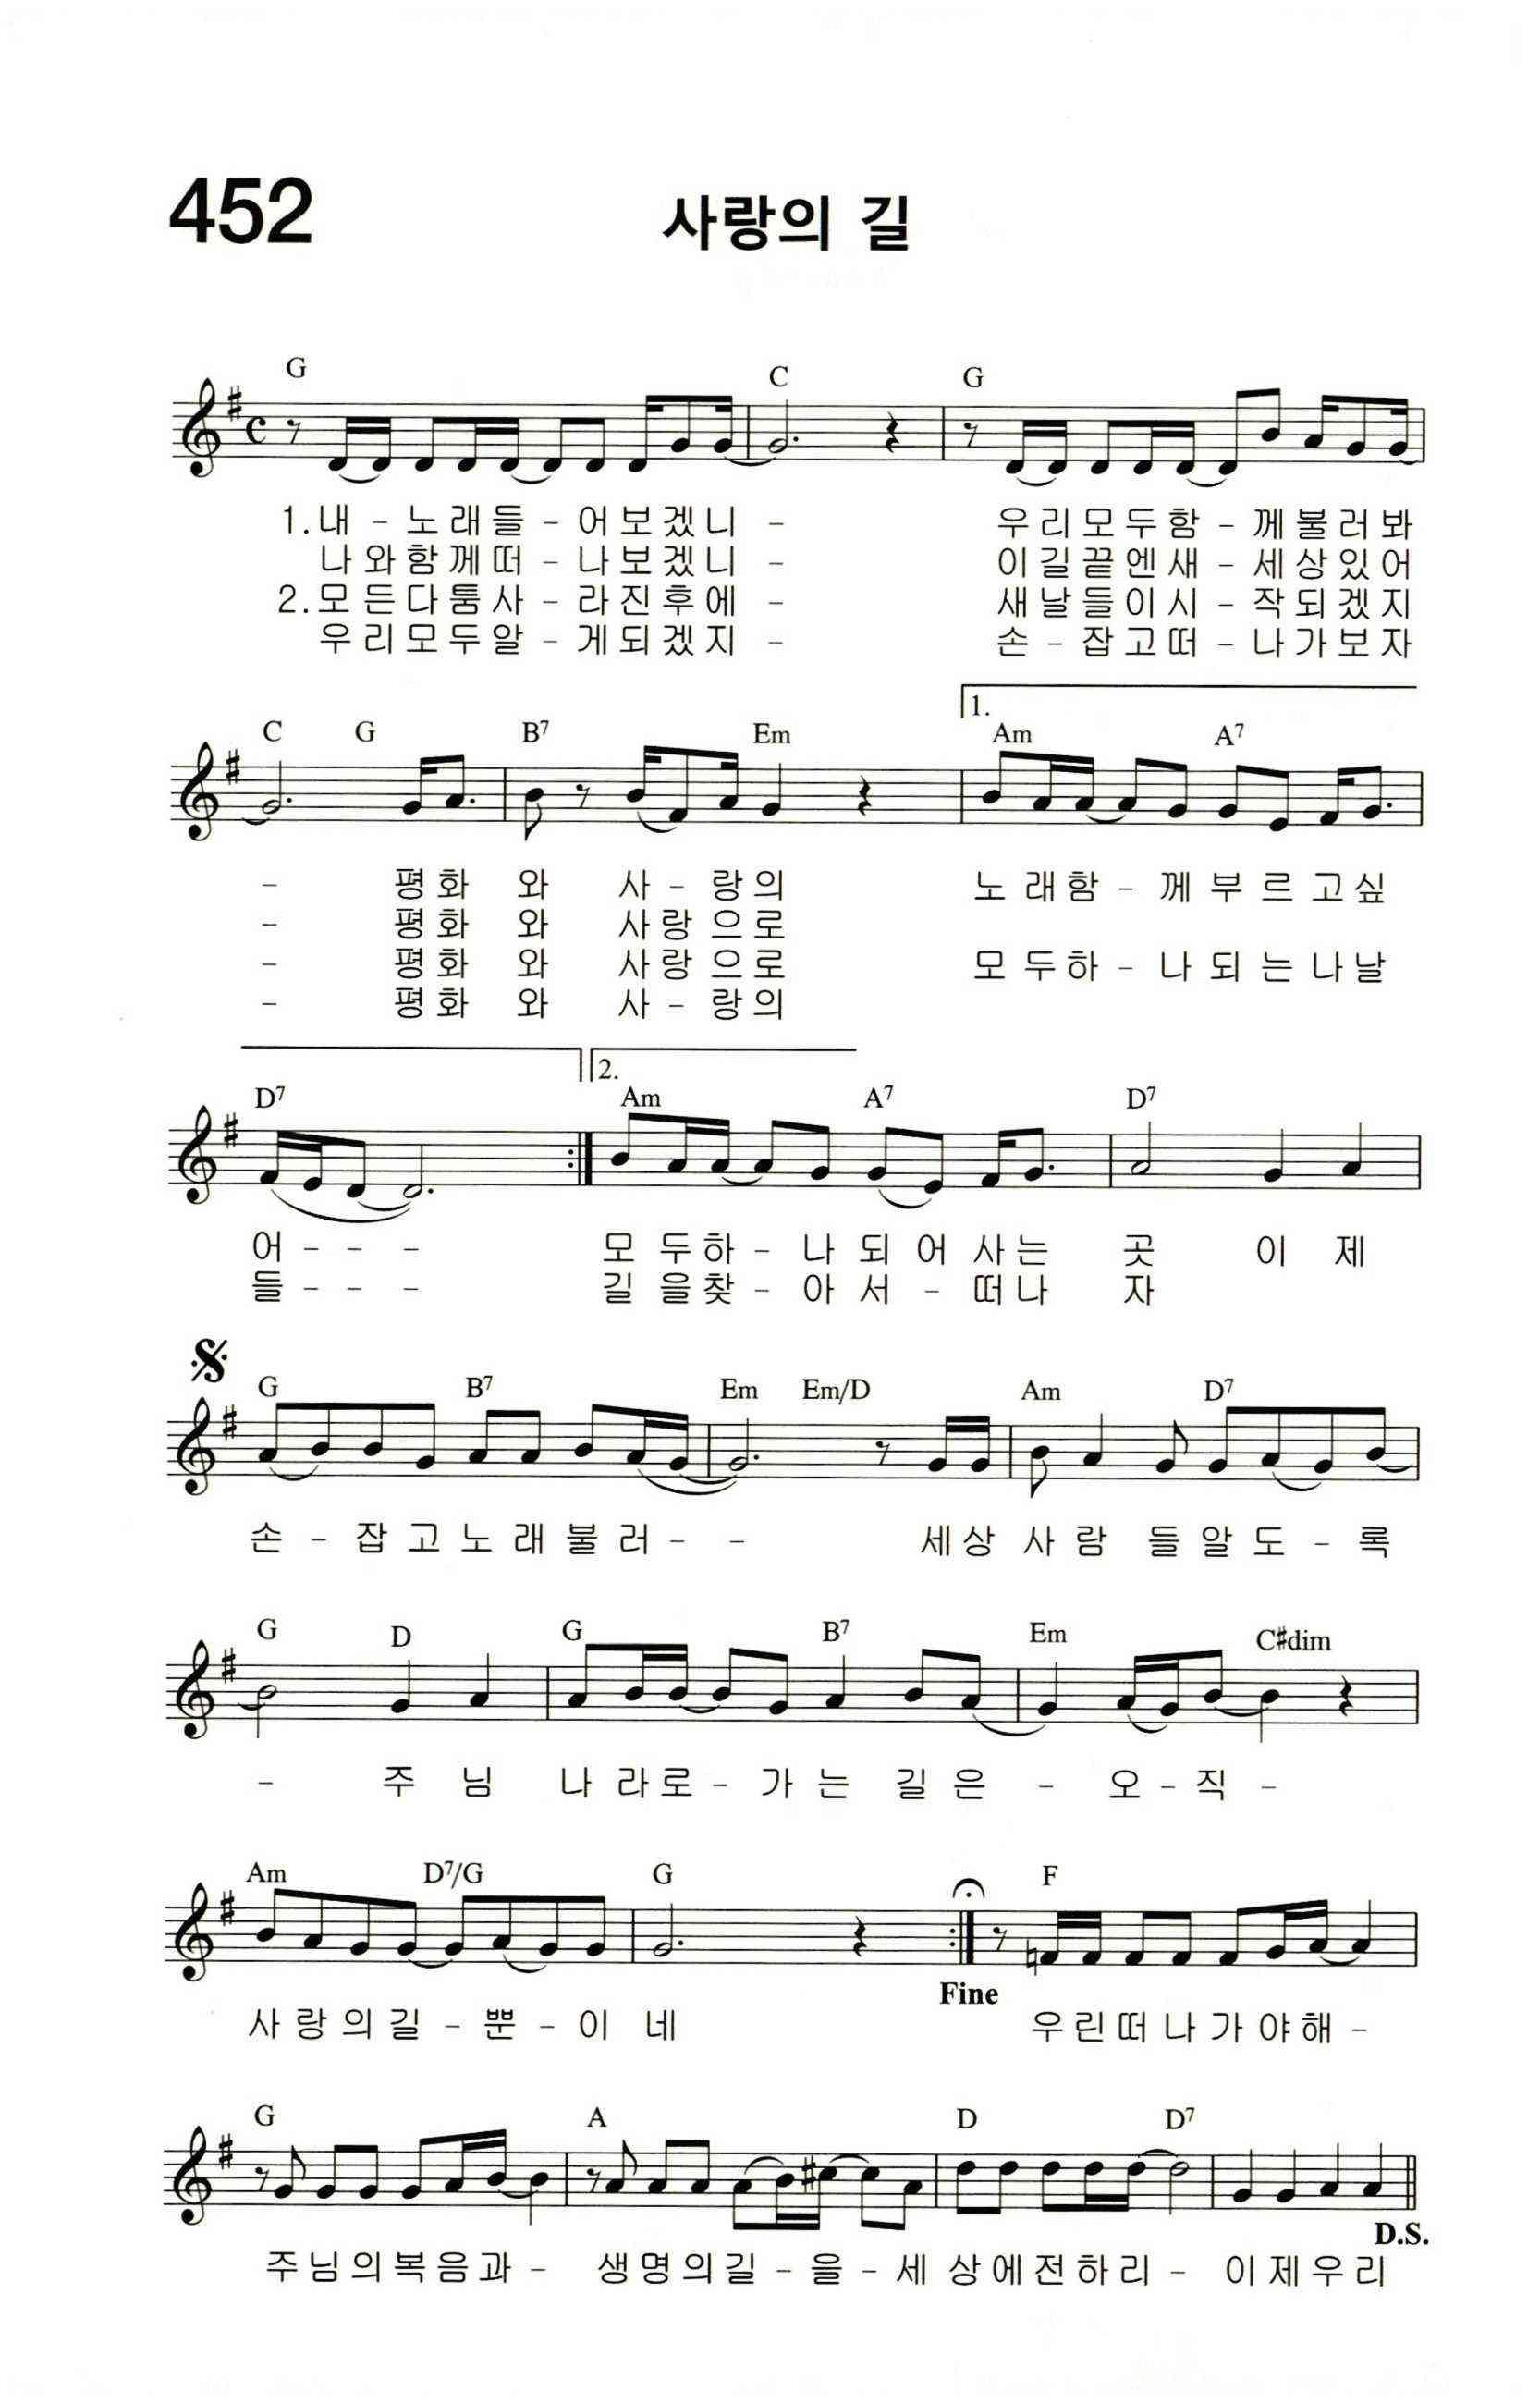 452
사랑의 길
G C G
1.내 - 노래들 - 어보겠니 - 우리모두함 - 께불러봐
나와함께떠 - 나보겠니 - 이길끝엔새 - 세상있어
2.모든다툼사 - 라진후에 - 새날들이시 - 작되겠지
우리모두알 - 게되겠지 - 손 - 잡고떠 - 나가보자
1.
C G B7 Em Am A7
- 평화 와 사 - 랑의 노래함 - 께부르고싶
- 평화 와 사랑으로
- 평화 와 사랑으로 모두하 - 나되는나날
- 평화 와 사 - 랑의
2.
D7 Am A7 D7
어 - - - 모두하 - 나되어사는 곳 이 제
들 - - - 길을찾 - 아서 - 떠나 자
G B7 Em Em/D Am D7
손 - 잡고노래불러 - - 세상사람들알도 - 록
G D G B7 Em C#dim
- 주 님 나라로 - 가는 길은 - 오 - 직 -
Am D7/G G F
Fine
사랑의길 - 뿐 - 이 네 우린떠나가야해 -
G A D D7
D.S.
주님의복음과 - 생명의길 - 을 - 세상에전하리 - 이제우리